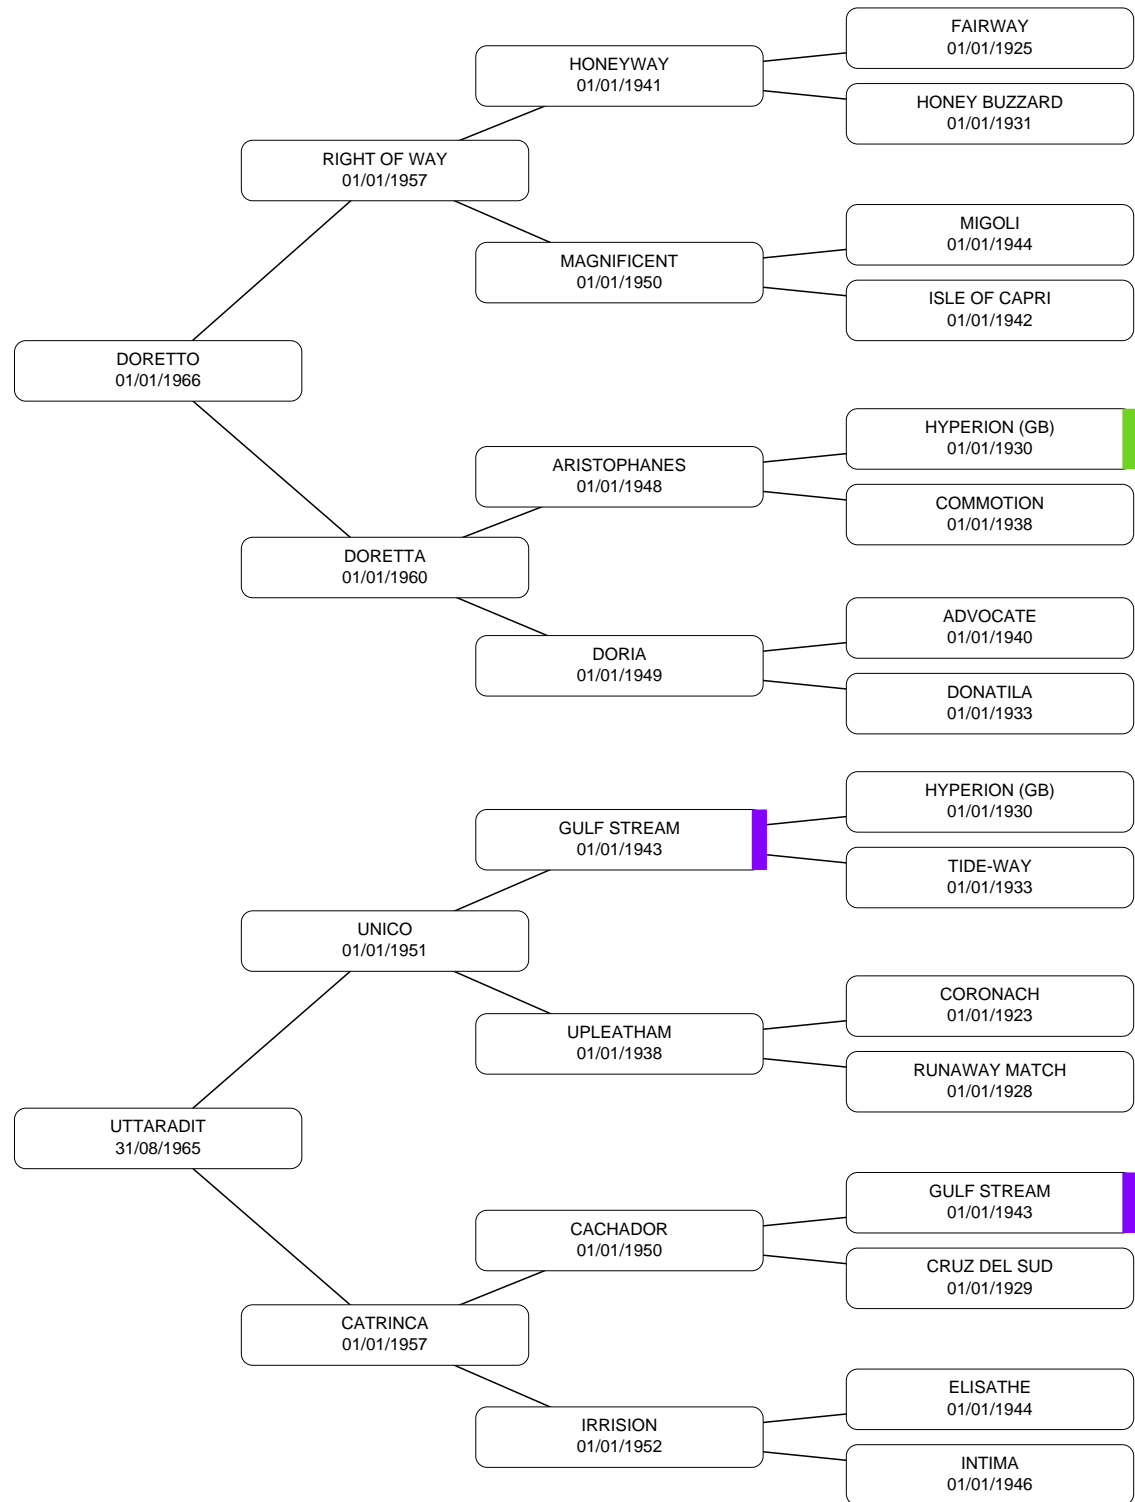 FAIRWAY
01/01/1925
HONEYWAY
01/01/1941
HONEY BUZZARD
01/01/1931
RIGHT OF WAY
01/01/1957
MIGOLI
01/01/1944
MAGNIFICENT
01/01/1950
ISLE OF CAPRI
01/01/1942
DORETTO
01/01/1966
HYPERION (GB)
01/01/1930
ARISTOPHANES
01/01/1948
COMMOTION
01/01/1938
DORETTA
01/01/1960
ADVOCATE
01/01/1940
DORIA
01/01/1949
DONATILA
01/01/1933
HYPERION (GB)
01/01/1930
GULF STREAM
01/01/1943
TIDE-WAY
01/01/1933
UNICO
01/01/1951
CORONACH
01/01/1923
UPLEATHAM
01/01/1938
RUNAWAY MATCH
01/01/1928
UTTARADIT
31/08/1965
GULF STREAM
01/01/1943
CACHADOR
01/01/1950
CRUZ DEL SUD
01/01/1929
CATRINCA
01/01/1957
ELISATHE
01/01/1944
IRRISION
01/01/1952
INTIMA
01/01/1946